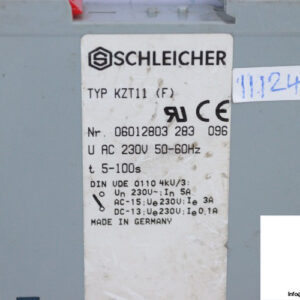 SCHLEICHER
11124
TYP KZT11 (F)
Nr. 06012803 283 096
U AC 230V 50-60Hz
t 5-100s
DIN VDE 0110 4kV/3:
Un 230V~: In 5A
AC-15: Ue 230V: Ie 3A
DC-13: Ue 230V: Ie 0,1A
MADE IN GERMANY